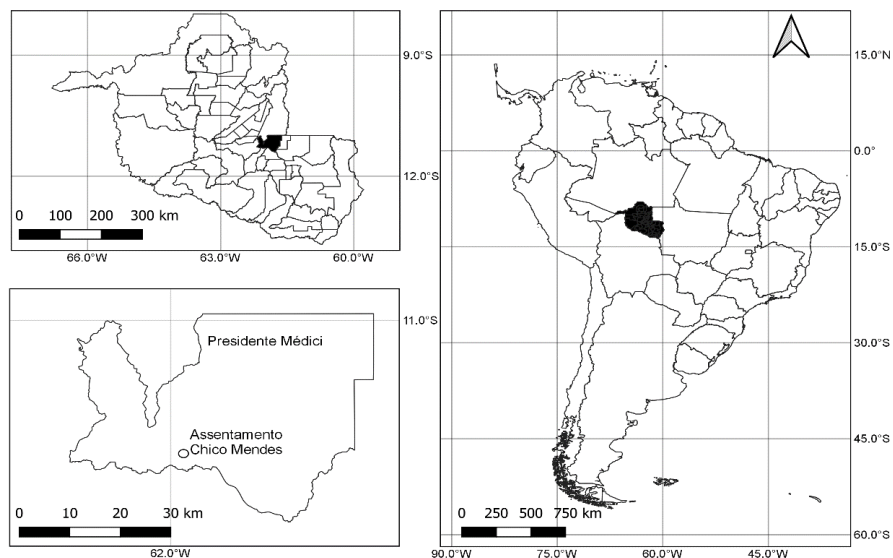 9.0°S
12.0°S
0 100 200 300 km
66.0°W 63.0°W 60.0°W
11.0°S
Presidente Médici
Assentamento
Chico Mendes
0 10 20 30 km
62.0°W
15.0°N
0.0°
15.0°S
30.0°S
45.0°S
0 250 500 750 km
60.0°S
90.0°W 75.0°W 60.0°W 45.0°W